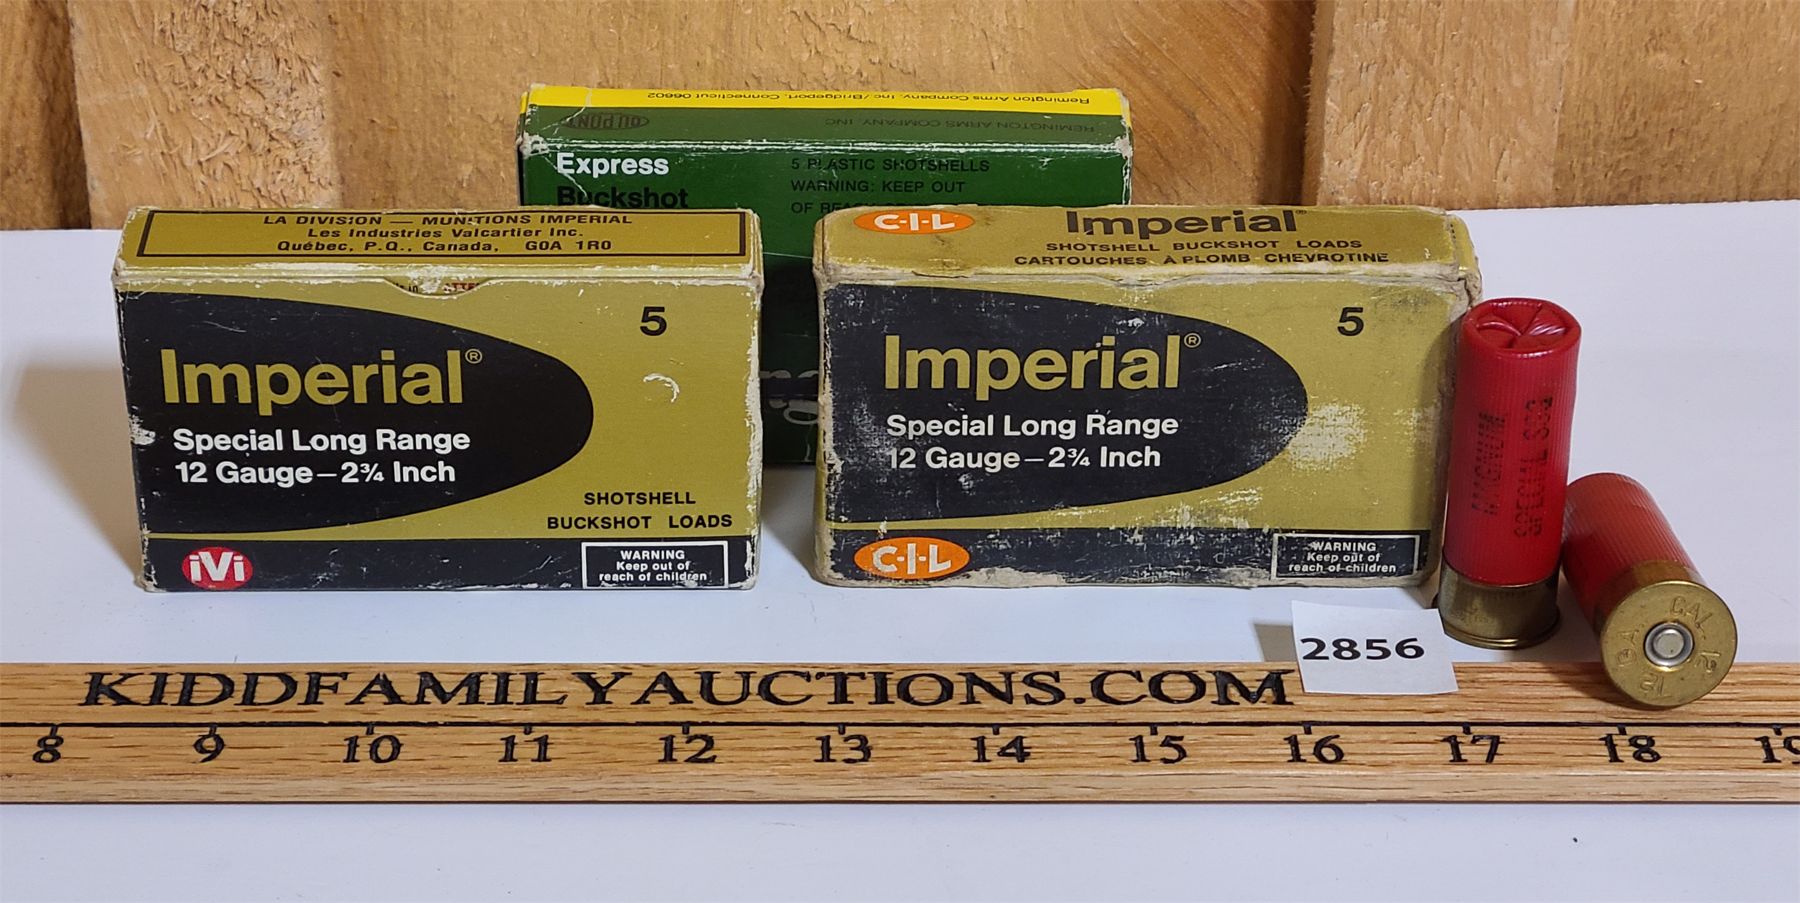 Remington Arms Company, Inc./Bridgeport, Connecticut 06602
REMINGTON ARMS COMPANY, INC.
DU PONT
Express
Buckshot
5 PLASTIC SHOTSHELLS
WARNING: KEEP OUT
OF
LA DIVISION — MUNITIONS IMPERIAL
Les Industries Valcartier Inc.
Québec, P.Q., Canada, G0A 1R0
5
Imperial®
Special Long Range
12 Gauge – 2¾ Inch
SHOTSHELL
BUCKSHOT LOADS
iVi
WARNING
Keep out of
reach of children
C-I-L
Imperial®
SHOTSHELL BUCKSHOT LOADS
CARTOUCHES À PLOMB CHEVROTINE
5
Imperial®
Special Long Range
12 Gauge – 2¾ Inch
C-I-L
WARNING
Keep out of
reach of children
MAGNUM
SPECIAL
CAL. 12
GA. 12
2856
KIDDFAMILYAUCTIONS.COM
8 9 10 11 12 13 14 15 16 17 18 19